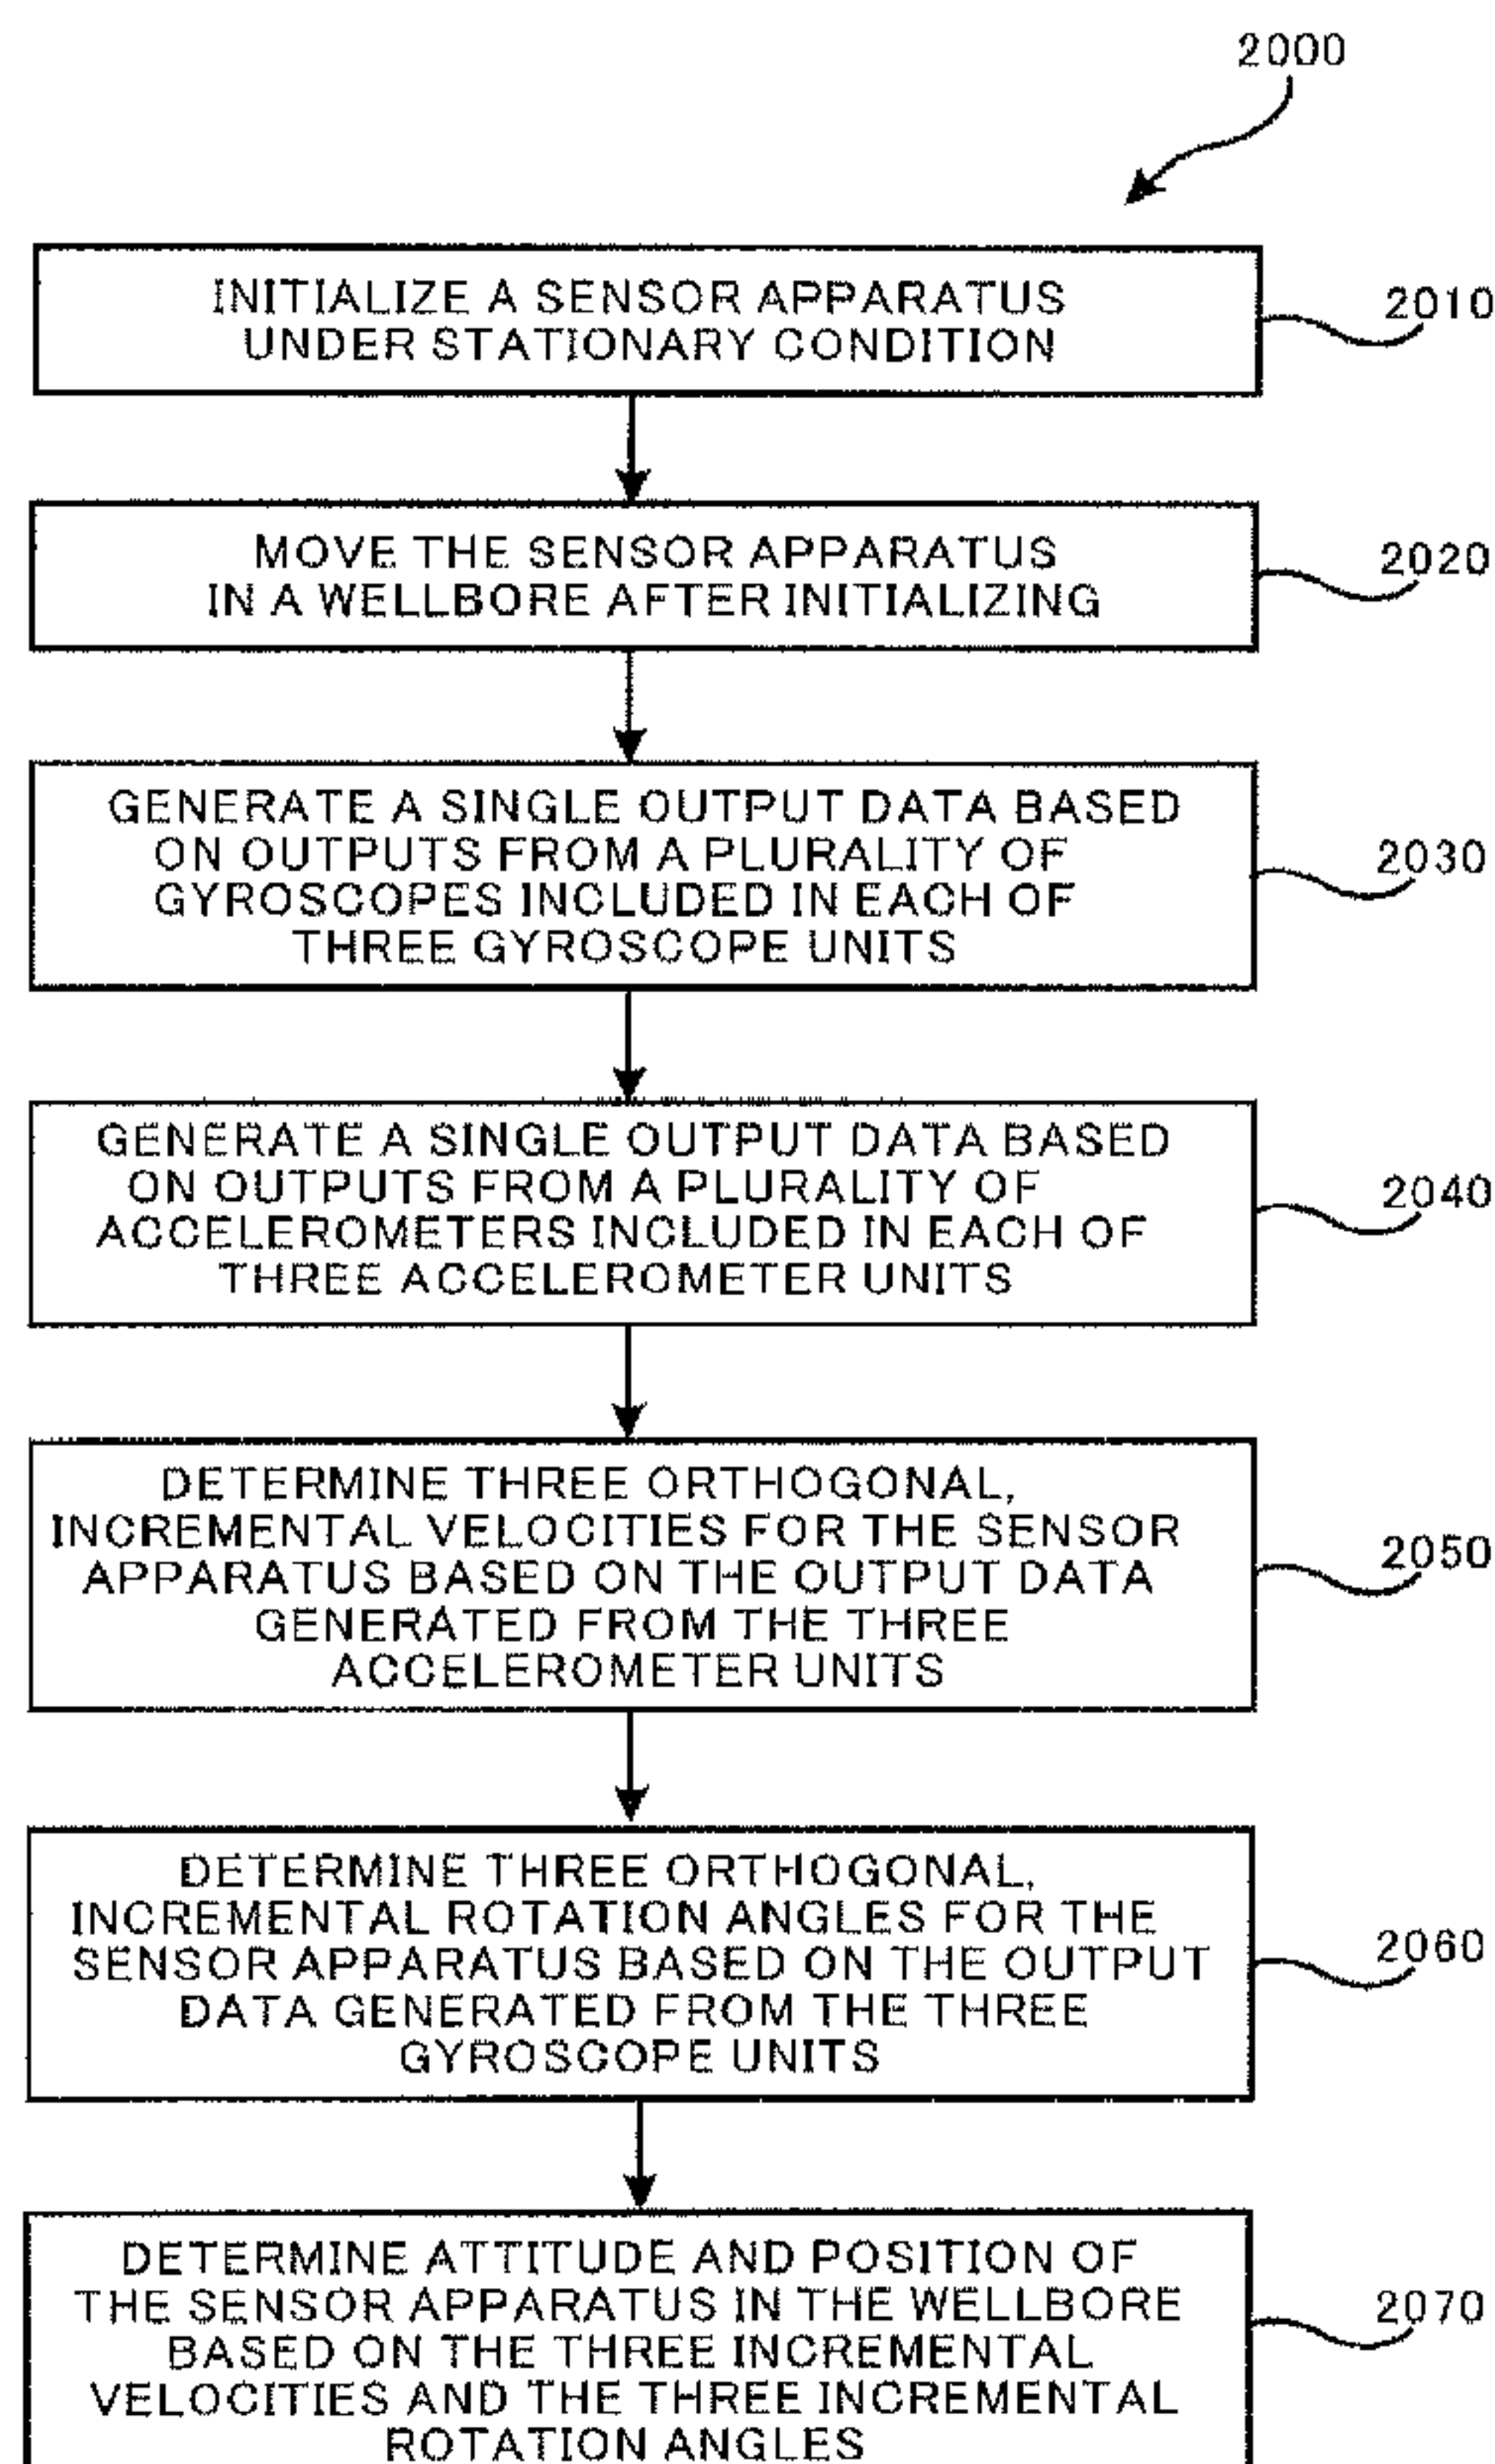 2000
INITIALIZE A SENSOR APPARATUS
UNDER STATIONARY CONDITION
2010
MOVE THE SENSOR APPARATUS
IN A WELLBORE AFTER INITIALIZING
2020
GENERATE A SINGLE OUTPUT DATA BASED
ON OUTPUTS FROM A PLURALITY OF
GYROSCOPES INCLUDED IN EACH OF
THREE GYROSCOPE UNITS
2030
GENERATE A SINGLE OUTPUT DATA BASED
ON OUTPUTS FROM A PLURALITY OF
ACCELEROMETERS INCLUDED IN EACH OF
THREE ACCELEROMETER UNITS
2040
DETERMINE THREE ORTHOGONAL,
INCREMENTAL VELOCITIES FOR THE SENSOR
APPARATUS BASED ON THE OUTPUT DATA
GENERATED FROM THE THREE
ACCELEROMETER UNITS
2050
DETERMINE THREE ORTHOGONAL,
INCREMENTAL ROTATION ANGLES FOR THE
SENSOR APPARATUS BASED ON THE OUTPUT
DATA GENERATED FROM THE THREE
GYROSCOPE UNITS
2060
DETERMINE ATTITUDE AND POSITION OF
THE SENSOR APPARATUS IN THE WELLBORE
BASED ON THE THREE INCREMENTAL
VELOCITIES AND THE THREE INCREMENTAL
ROTATION ANGLES
2070